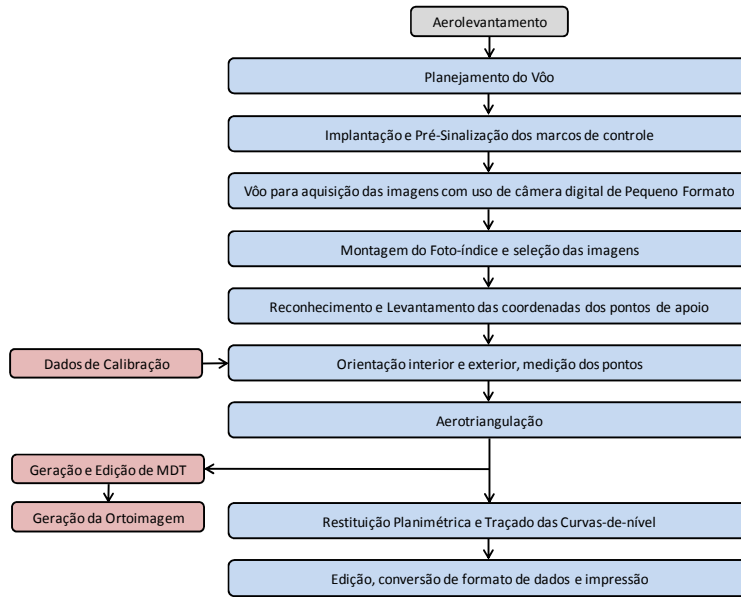 Aerolevantamento
Planejamento do Vôo
Implantação e Pré-Sinalização dos marcos de controle
Vôo para aquisição das imagens com uso de câmera digital de Pequeno Formato
Montagem do Foto-índice e seleção das imagens
Reconhecimento e Levantamento das coordenadas dos pontos de apoio
Dados de Calibração
Orientação interior e exterior, medição dos pontos
Aerotriangulação
Geração e Edição de MDT
Geração da Ortoimagem
Restituição Planimétrica e Traçado das Curvas-de-nível
Edição, conversão de formato de dados e impressão